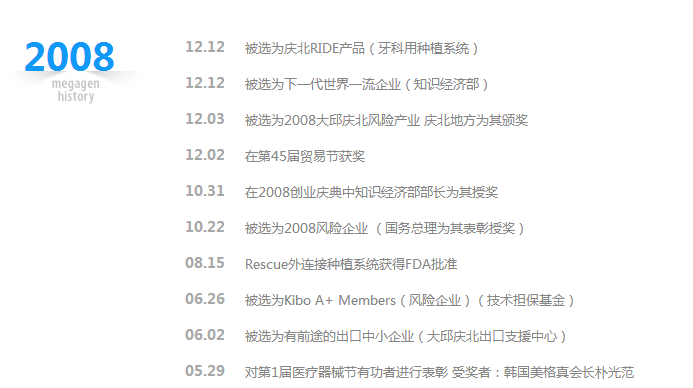 2008
megagen
history
12.12 被选为庆北RIDE产品（牙科用种植系统）
12.12 被选为下一代世界一流企业（知识经济部）
12.03 被选为2008大邱庆北风险产业 庆北地方为其颁奖
12.02 在第45届贸易节获奖
10.31 在2008创业庆典中知识经济部部长为其授奖
10.22 被选为2008风险企业 （国务总理为其表彰授奖）
08.15 Rescue外连接种植系统获得FDA批准
06.26 被选为Kibo A+ Members（风险企业）（技术担保基金）
06.02 被选为有前途的出口中小企业（大邱庆北出口支援中心）
05.29 对第1届医疗器械节有功者进行表彰 受奖者：韩国美格真会长朴光范